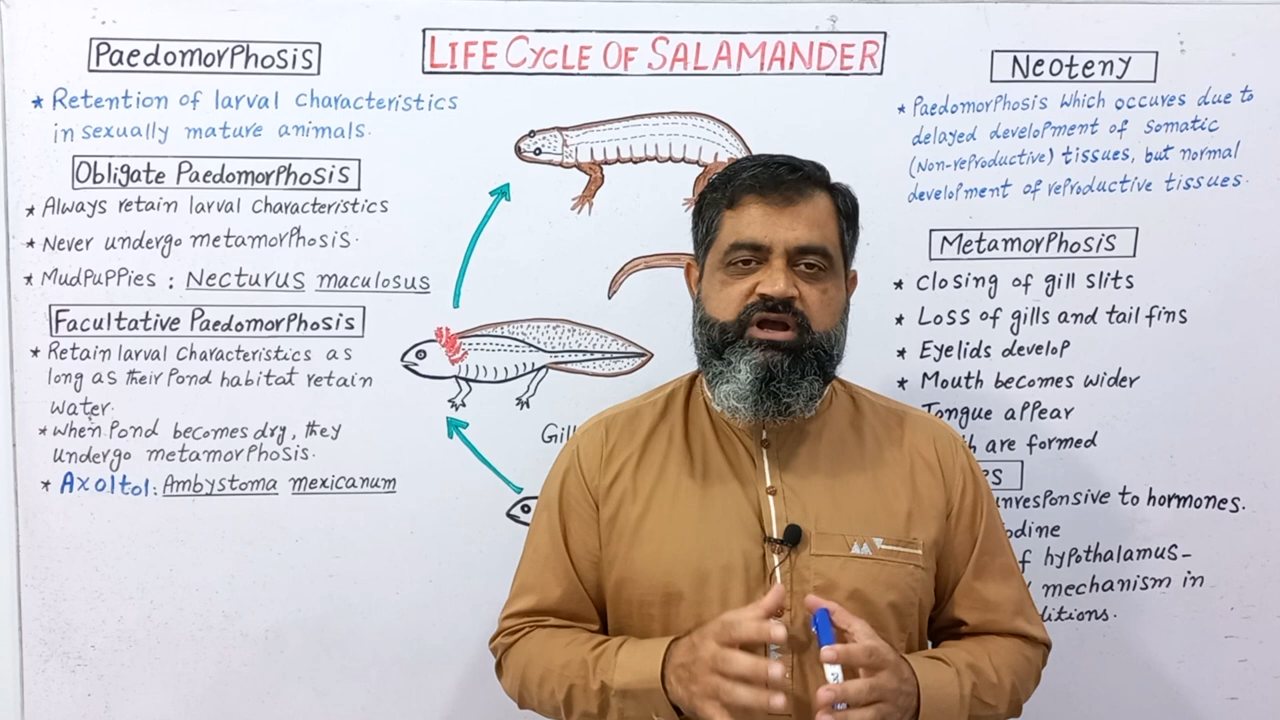 LIFE CYCLE OF SALAMANDER
Paedomorphosis
* Retention of larval characteristics
in sexually mature animals.
Obligate Paedomorphosis
* Always retain larval characteristics
* Never undergo metamorphosis.
* Mudpuppies : Necturus maculosus
Facultative Paedomorphosis
* Retain larval characteristics as
long as their Pond habitat retain
water.
* when Pond becomes dry, they
undergo metamorphosis.
* Axoltol: Ambystoma mexicanum
Gill
Neoteny
* Paedomorphosis which occures due to
delayed development of somatic
(Non-reproductive) tissues, but normal
development of reproductive tissues.
Metamorphosis
* Closing of gill slits
* Loss of gills and tail fins
* Eyelids develop
* Mouth becomes wider
Tongue appear
are formed
unresponsive to hormones.
hypothalamus-
mechanism in